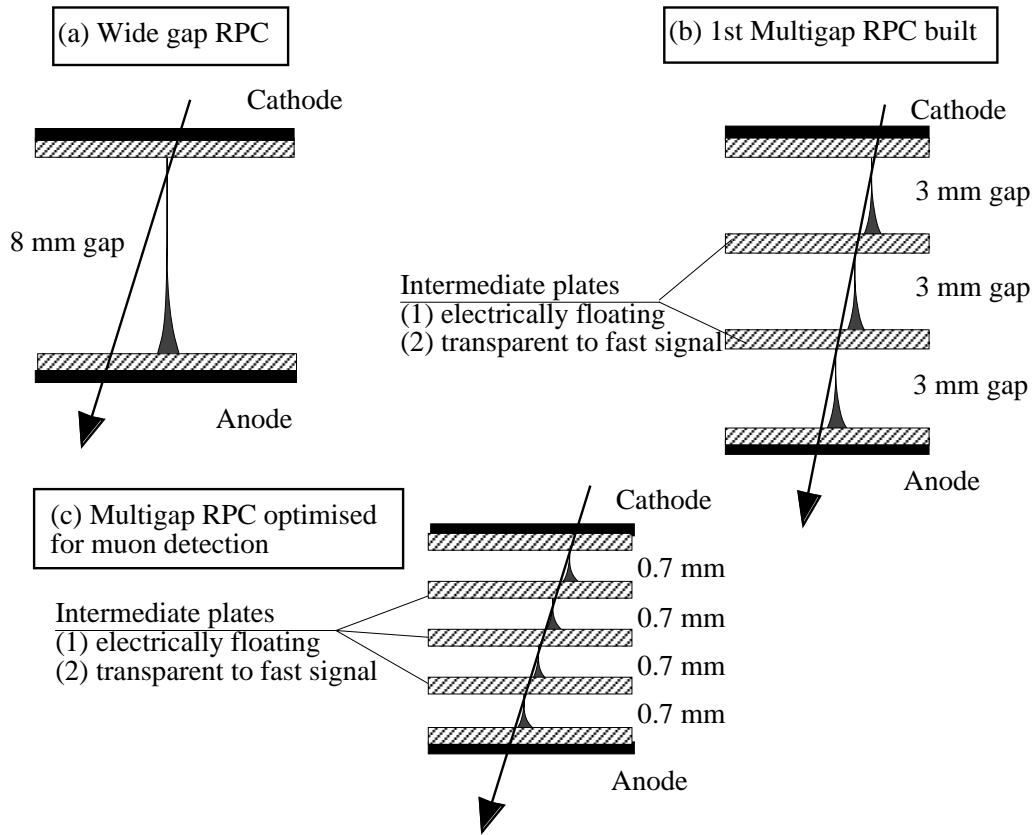 (a) Wide gap RPC
Cathode
8 mm gap
Anode
(b) 1st Multigap RPC built
Cathode
3 mm gap
3 mm gap
3 mm gap
Intermediate plates
(1) electrically floating
(2) transparent to fast signal
Anode
(c) Multigap RPC optimised
for muon detection
Cathode
0.7 mm
0.7 mm
0.7 mm
0.7 mm
Intermediate plates
(1) electrically floating
(2) transparent to fast signal
Anode